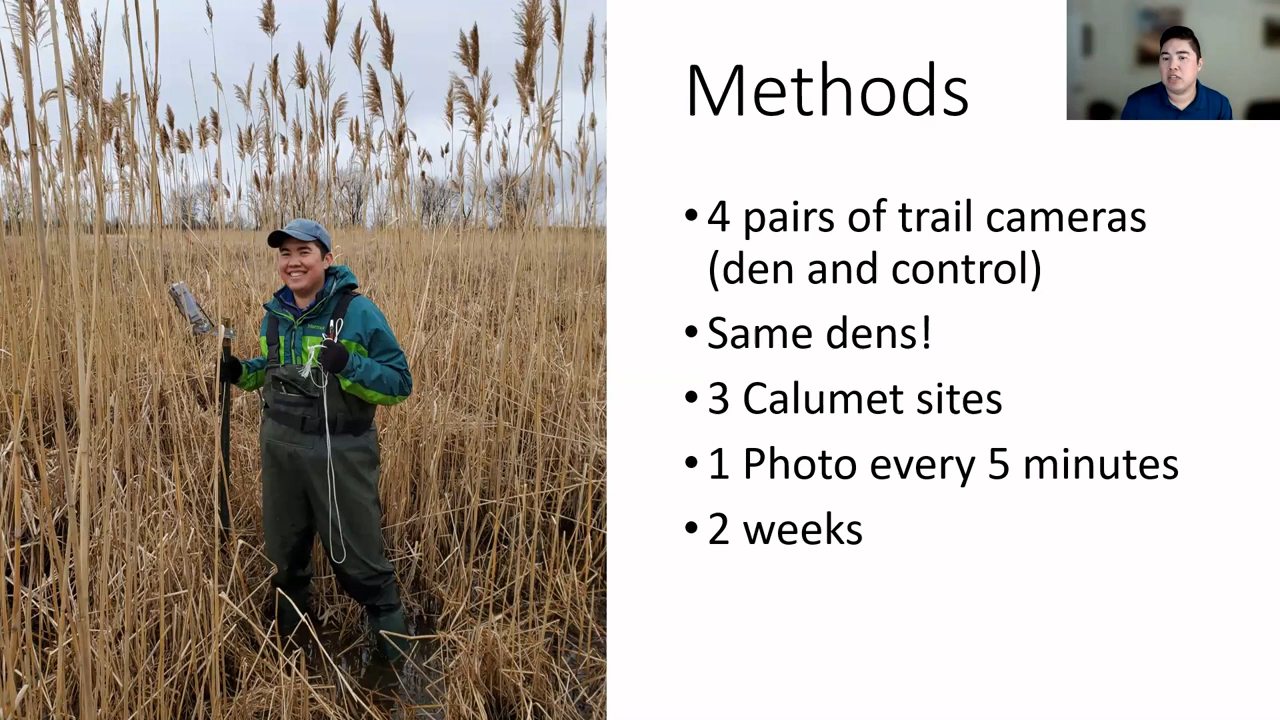 Methods
• 4 pairs of trail cameras
(den and control)
• Same dens!
• 3 Calumet sites
• 1 Photo every 5 minutes
• 2 weeks